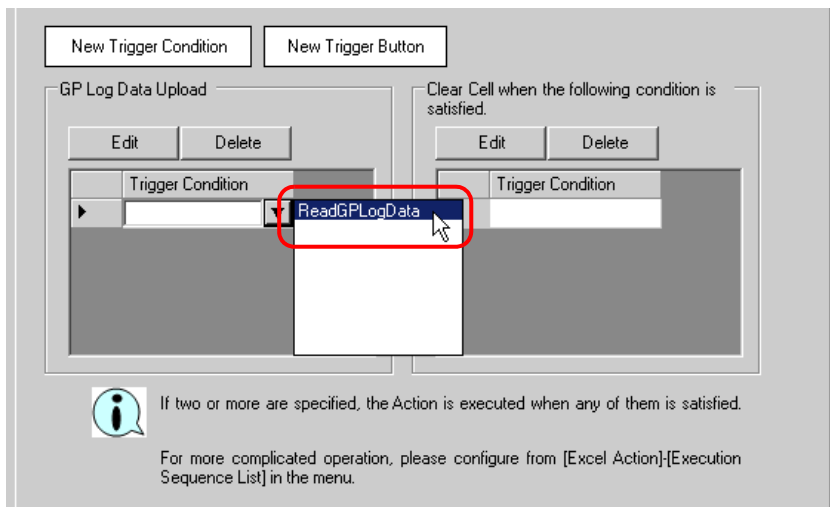 New Trigger Condition
New Trigger Button
GP Log Data Upload
Edit
Delete
Trigger Condition
ReadGPLogData
Clear Cell when the following condition is
satisfied.
Edit
Delete
Trigger Condition
If two or more are specified, the Action is executed when any of them is satisfied.
For more complicated operation, please configure from [Excel Action]-[Execution
Sequence List] in the menu.